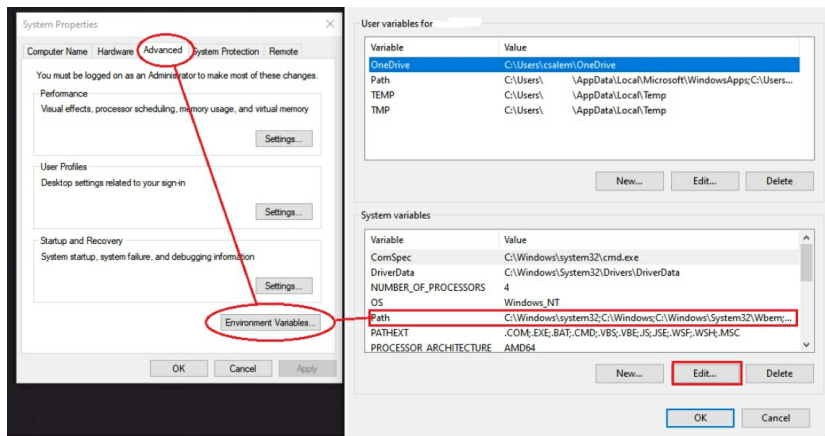 System Properties
Computer Name Hardware Advanced System Protection Remote
You must be logged on as an Administrator to make most of these changes.
Performance
Visual effects, processor scheduling, memory usage, and virtual memory
Settings...
User Profiles
Desktop settings related to your sign-in
Settings...
Startup and Recovery
System startup, system failure, and debugging information
Settings...
Environment Variables...
OK Cancel Apply
User variables for
Variable Value
OneDrive C:\Users\csalem\OneDrive
Path C:\Users\ \AppData\Local\Microsoft\WindowsApps;C:\Users...
TEMP C:\Users\ \AppData\Local\Temp
TMP C:\Users\ \AppData\Local\Temp
New... Edit... Delete
System variables
Variable Value
ComSpec C:\Windows\system32\cmd.exe
DriverData C:\Windows\System32\Drivers\DriverData
NUMBER_OF_PROCESSORS 4
OS Windows_NT
Path C:\Windows\system32;C:\Windows;C:\Windows\System32\Wbem;...
PATHEXT .COM;.EXE;.BAT;.CMD;.VBS;.VBE;.JS;.JSE;.WSF;.WSH;.MSC
PROCESSOR_ARCHITECTURE AMD64
New... Edit... Delete
OK Cancel